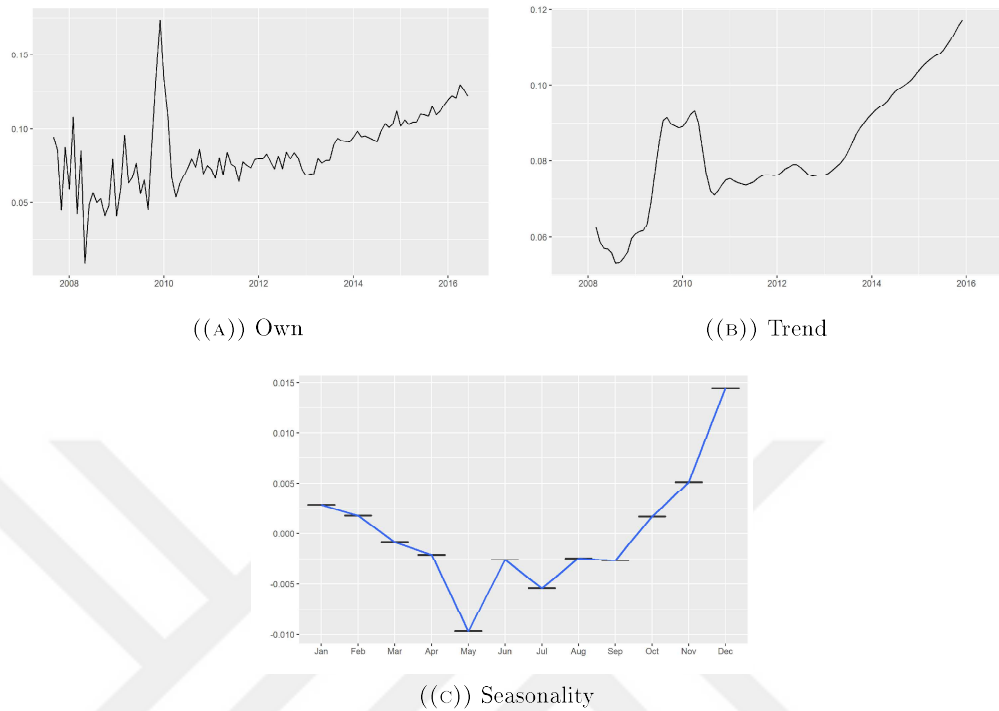 0.15
0.10
0.05
2008 2010 2012 2014 2016
((A)) Own
0.12
0.10
0.08
0.06
2008 2010 2012 2014 2016
((B)) Trend
0.015
0.010
0.005
0.000
-0.005
-0.010
Jan Feb Mar Apr May Jun Jul Aug Sep Oct Nov Dec
((C)) Seasonality